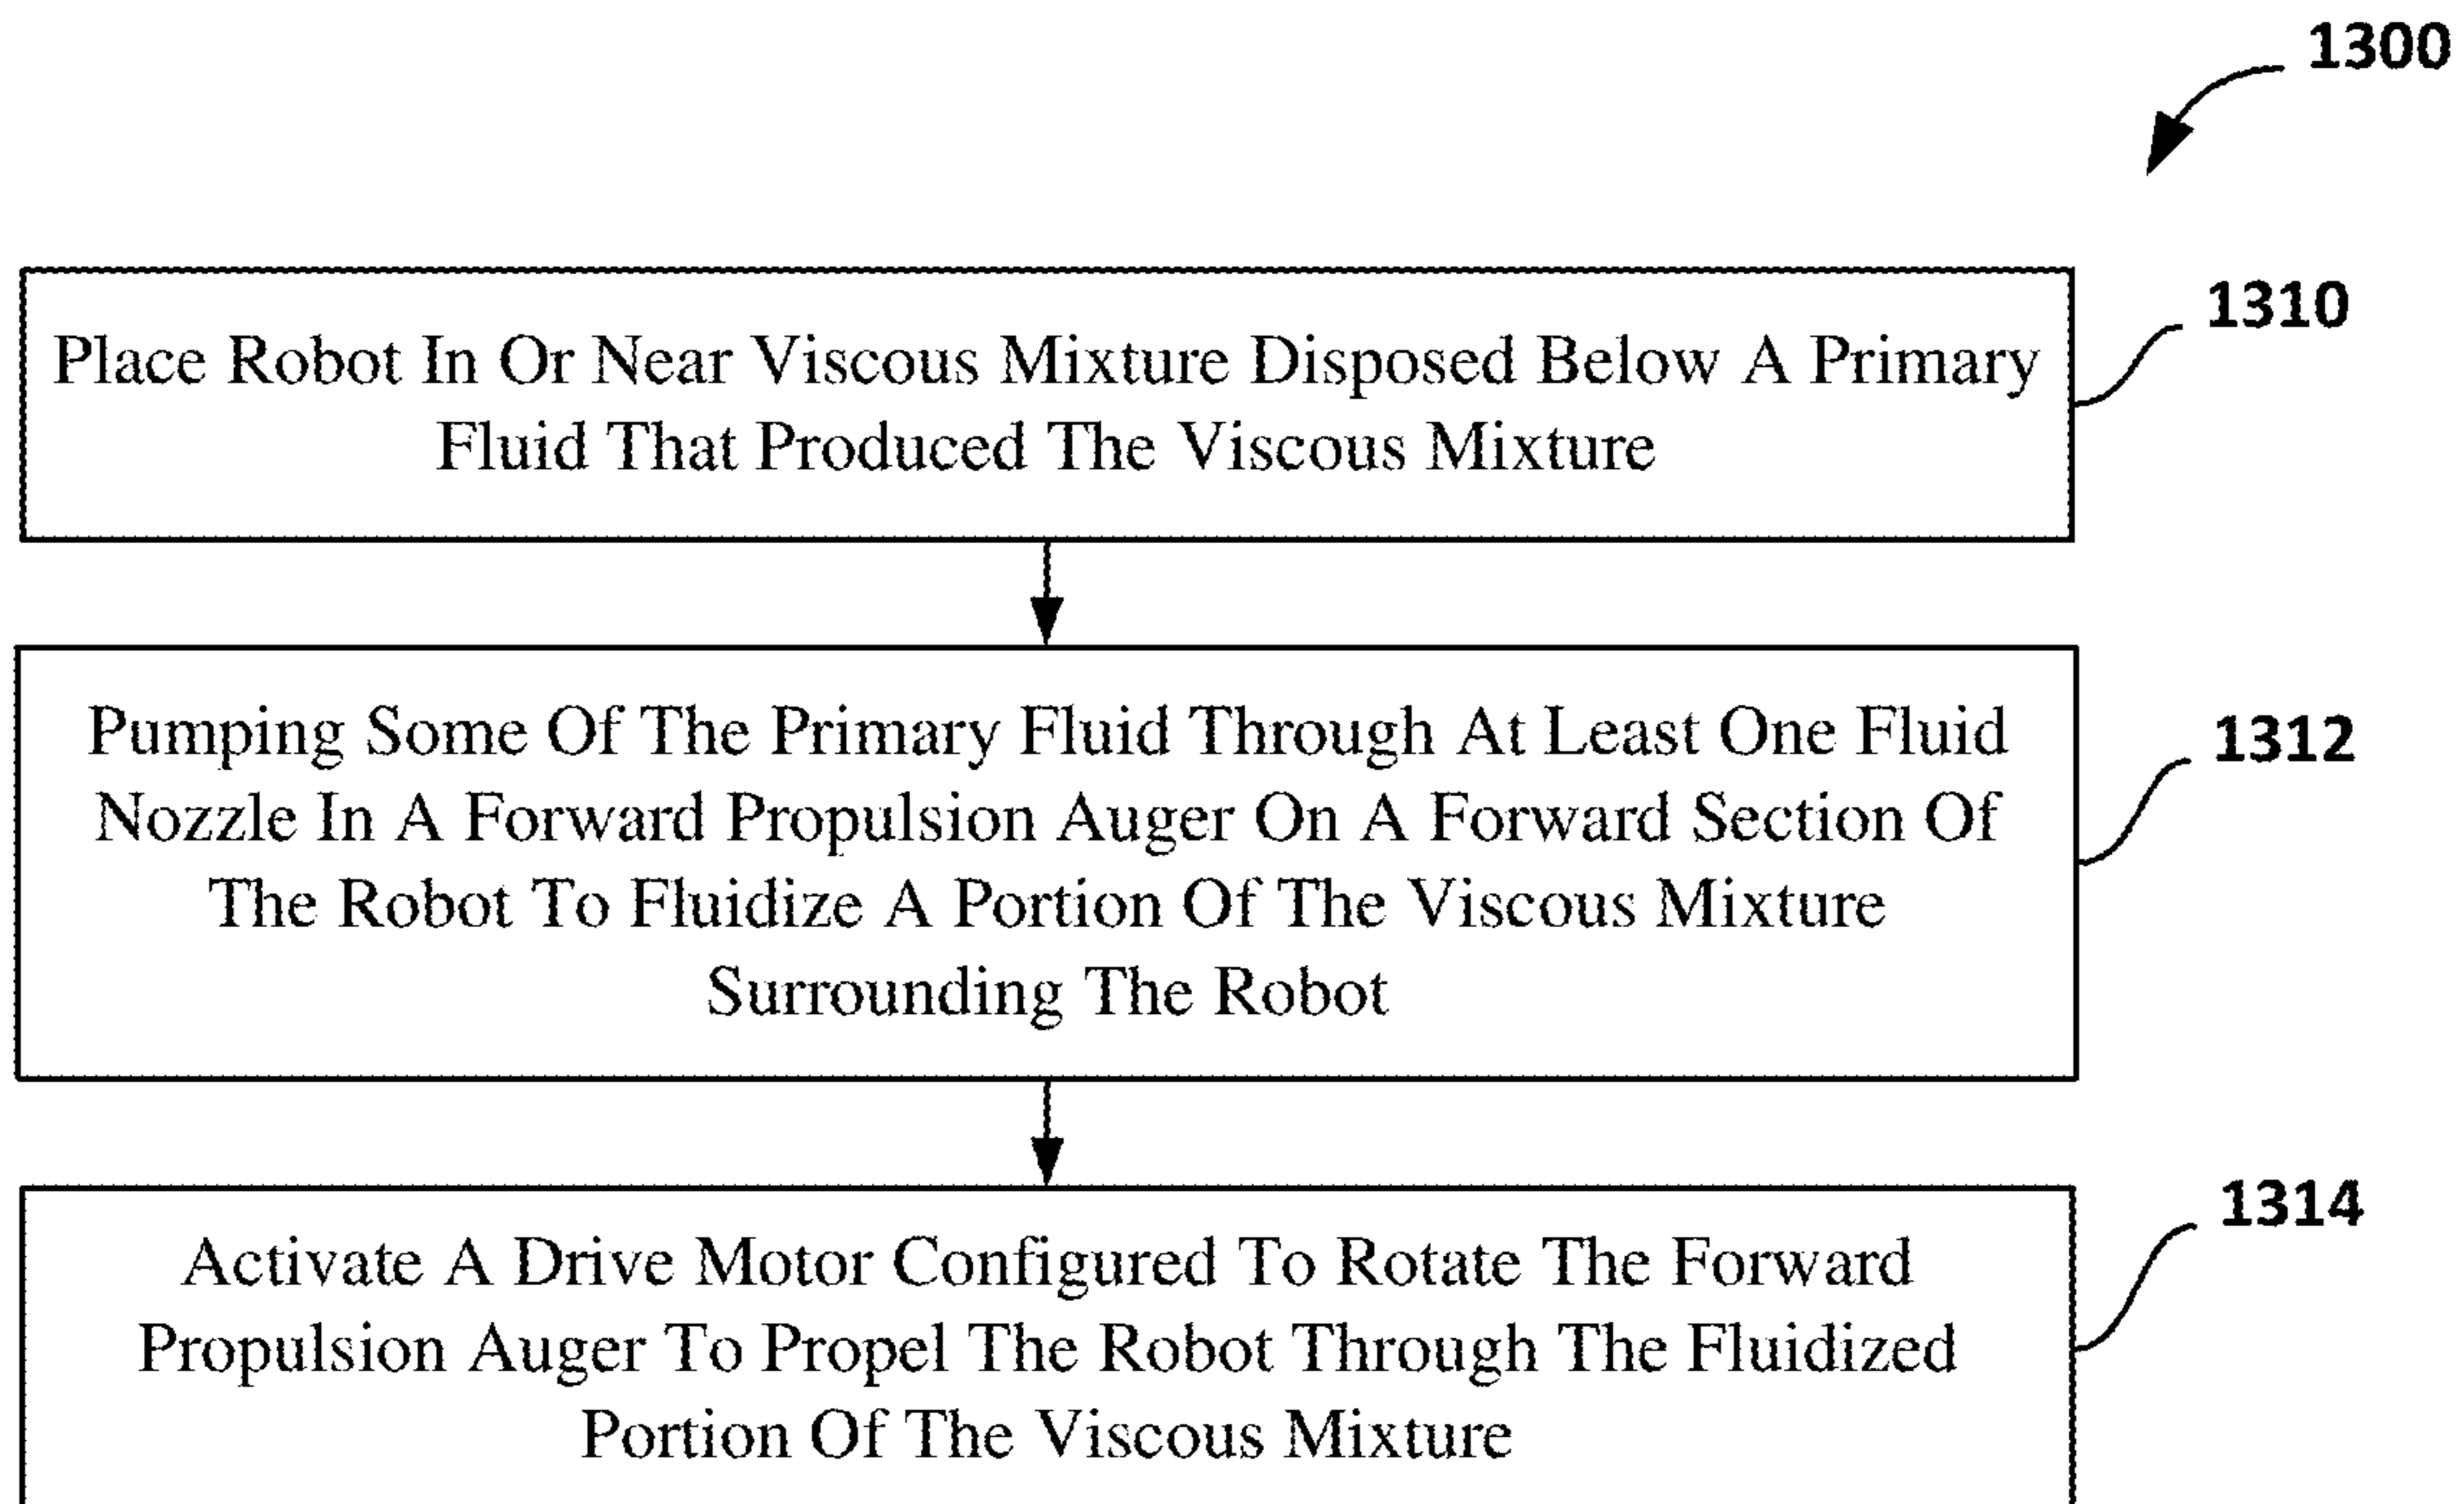 1300
1310
Place Robot In Or Near Viscous Mixture Disposed Below A Primary
Fluid That Produced The Viscous Mixture
1312
Pumping Some Of The Primary Fluid Through At Least One Fluid
Nozzle In A Forward Propulsion Auger On A Forward Section Of
The Robot To Fluidize A Portion Of The Viscous Mixture
Surrounding The Robot
1314
Activate A Drive Motor Configured To Rotate The Forward
Propulsion Auger To Propel The Robot Through The Fluidized
Portion Of The Viscous Mixture